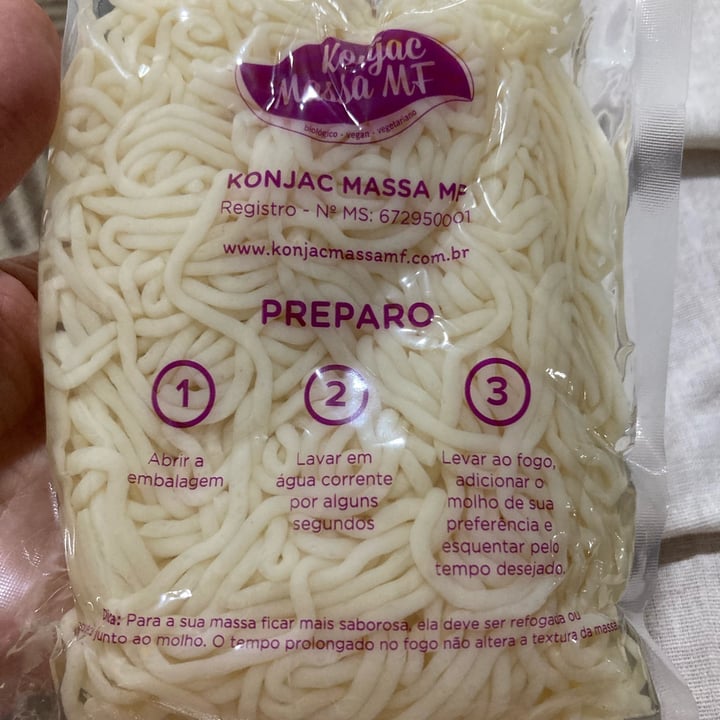 Konjac
Massa MF
biológico - vegan - vegetariano
KONJAC MASSA MF
Registro - Nº MS: 672950001
www.konjacmassamf.com.br
PREPARO
1
Abrir a
embalagem
2
Lavar em
água corrente
por alguns
segundos
3
Levar ao fogo,
adicionar o
molho de sua
preferência e
esquentar pelo
tempo desejado.
Dica: Para a sua massa ficar mais saborosa, ela deve ser refogada ou
junto ao molho. O tempo prolongado no fogo não altera a textura da massa.